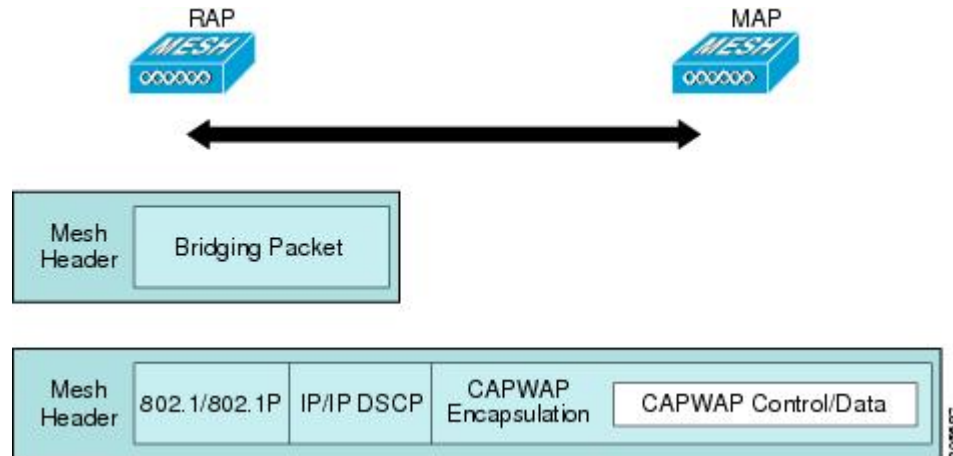 RAP
MAP
MESH
MESH
Mesh
Header
Bridging Packet
Mesh
Header
802.1/802.1P
IP/IP DSCP
CAPWAP
Encapsulation
CAPWAP Control/Data